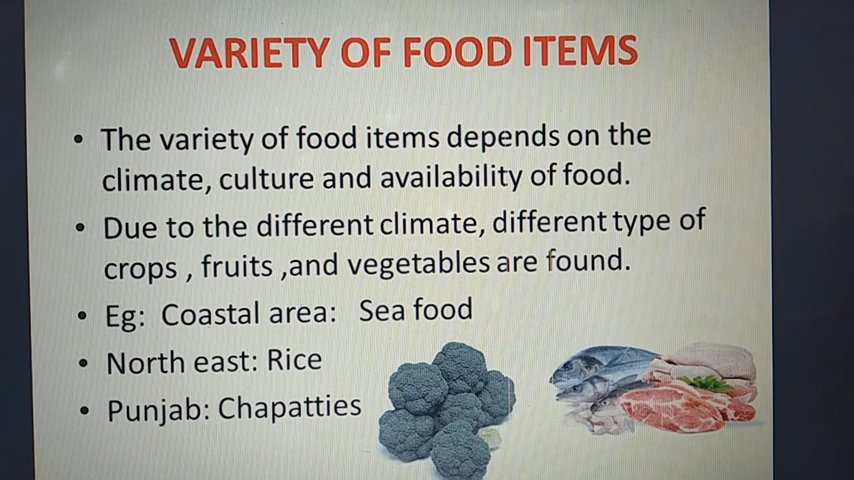 VARIETY OF FOOD ITEMS
• The variety of food items depends on the
climate, culture and availability of food.
• Due to the different climate, different type of
crops , fruits ,and vegetables are found.
• Eg: Coastal area: Sea food
• North east: Rice
• Punjab: Chapatties